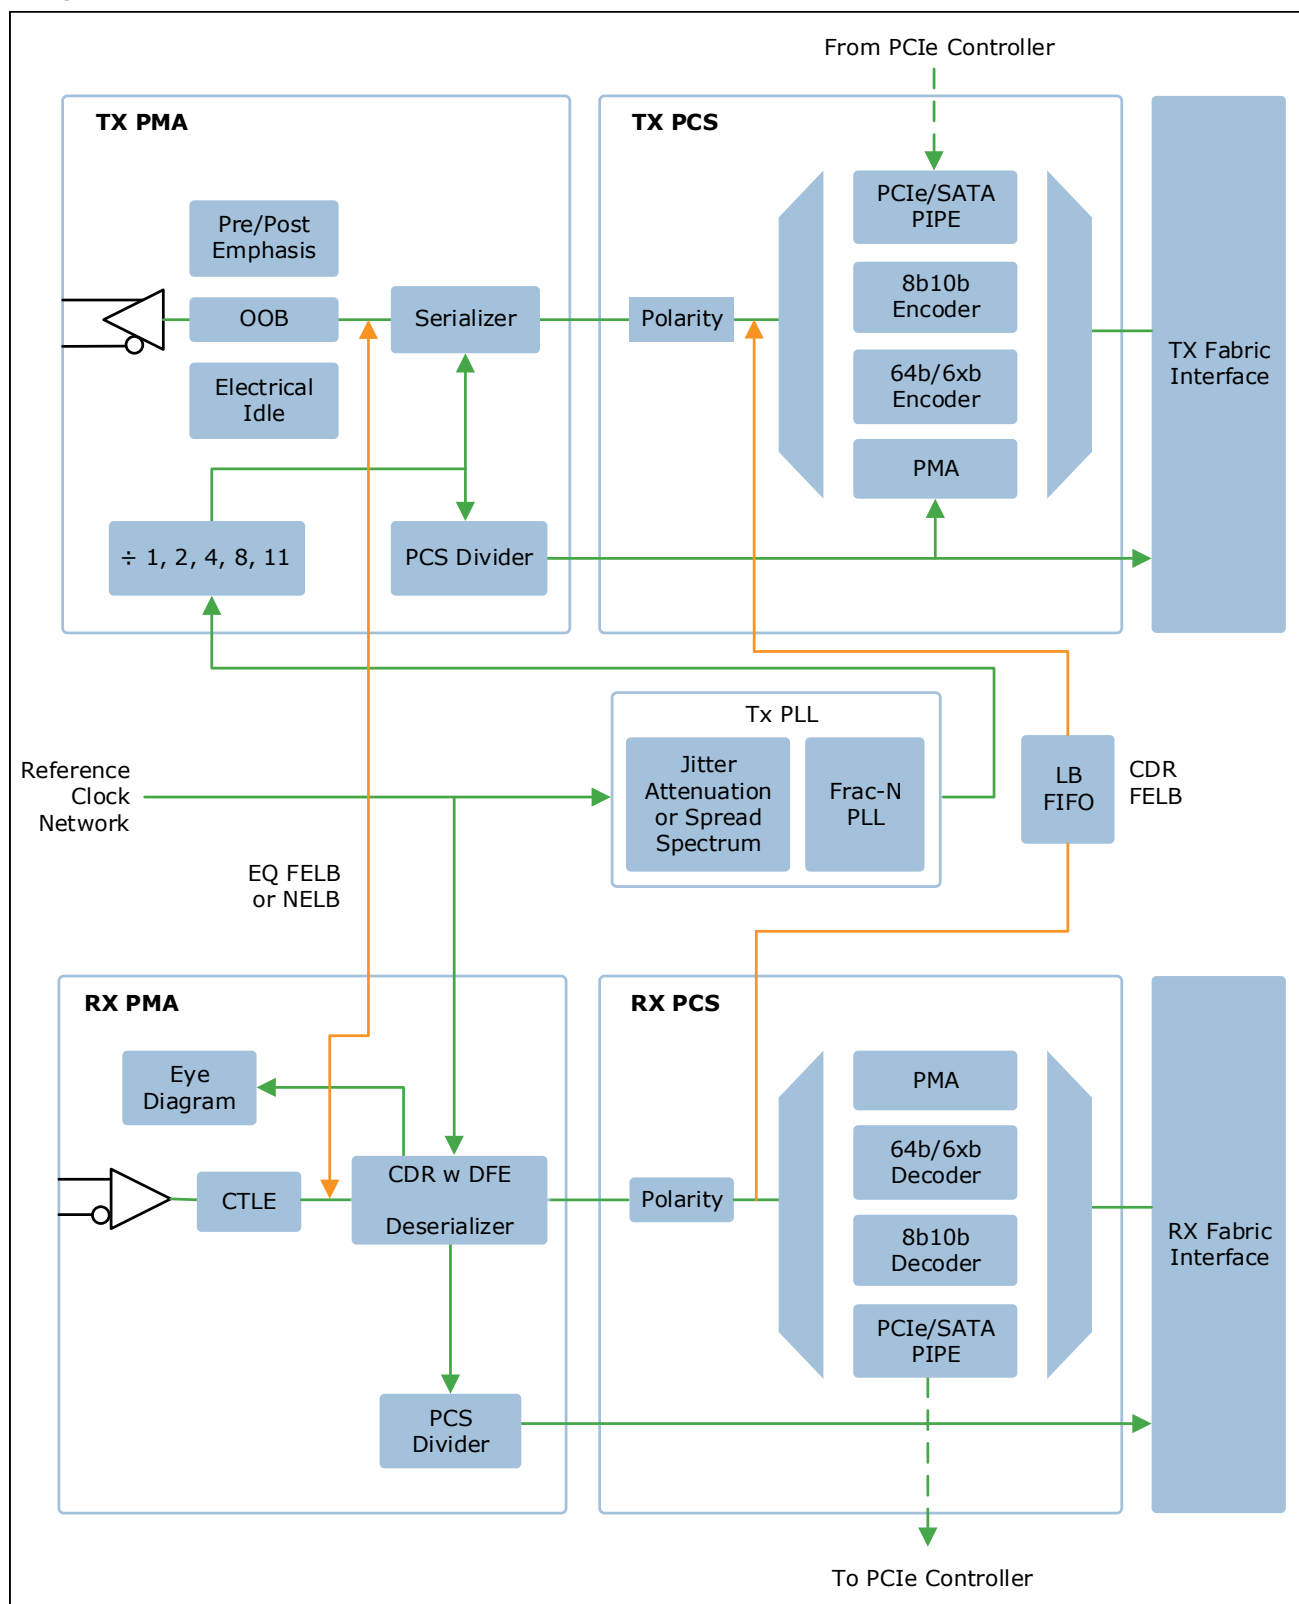 From PCIe Controller
TX PMA
TX PCS
Pre/Post
Emphasis
OOB
Electrical
Idle
Serializer
÷ 1, 2, 4, 8, 11
PCS Divider
Polarity
PCIe/SATA
PIPE
8b10b
Encoder
64b/6xb
Encoder
PMA
TX Fabric
Interface
Reference
Clock
Network
EQ FELB
or NELB
Tx PLL
Jitter
Attenuation
or Spread
Spectrum
Frac-N
PLL
LB
FIFO
CDR
FELB
RX PMA
RX PCS
Eye
Diagram
CTLE
CDR w DFE
Deserializer
PCS
Divider
Polarity
PMA
64b/6xb
Decoder
8b10b
Decoder
PCIe/SATA
PIPE
RX Fabric
Interface
To PCIe Controller